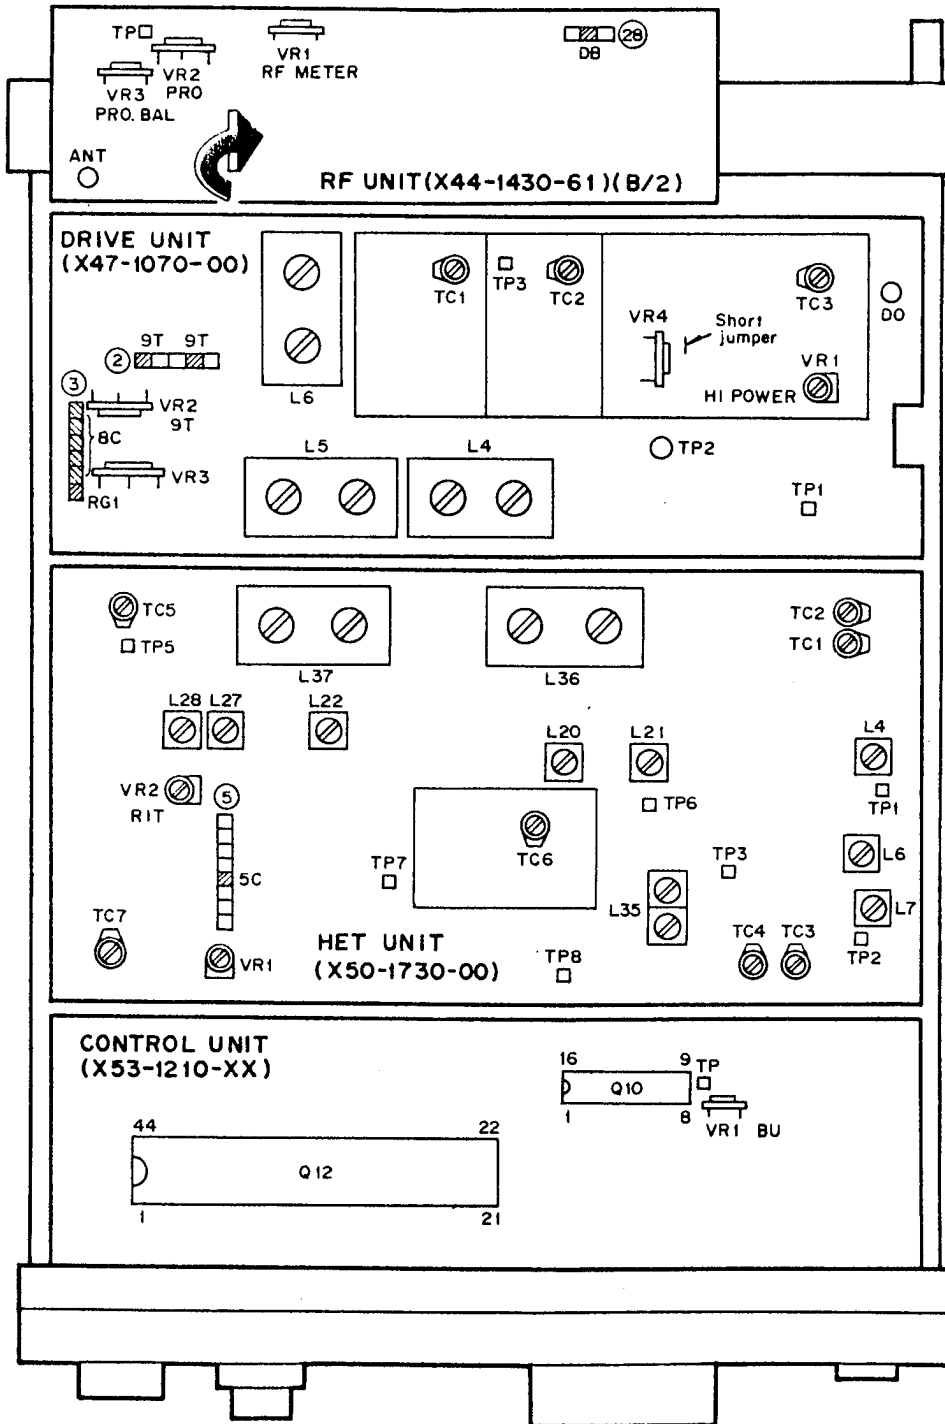 TP
VR2
PRO
VR3
PRO. BAL
VR1
RF METER
DB
28
ANT
RF UNIT(X44-1430-61)(B/2)
DRIVE UNIT
(X47-1070-00)
TC1
TP3
TC2
TC3
DO
VR4
Short
jumper
VR1
HI POWER
9T 9T
2
3
L6
VR2
9T
8C
VR3
RG1
L5
L4
TP2
TP1
TC5
TP5
L37
L36
TC2
TC1
L28
L27
L22
L20
L21
L4
VR2
RIT
5
TP6
TP1
TC6
5C
TP7
TP3
L6
L35
L7
TC7
VR1
HET UNIT
(X50-1730-00)
TP8
TC4
TC3
TP2
CONTROL UNIT
(X53-1210-XX)
16 9
TP
Q10
1 8
VR1 BU
44 22
Q12
1 21